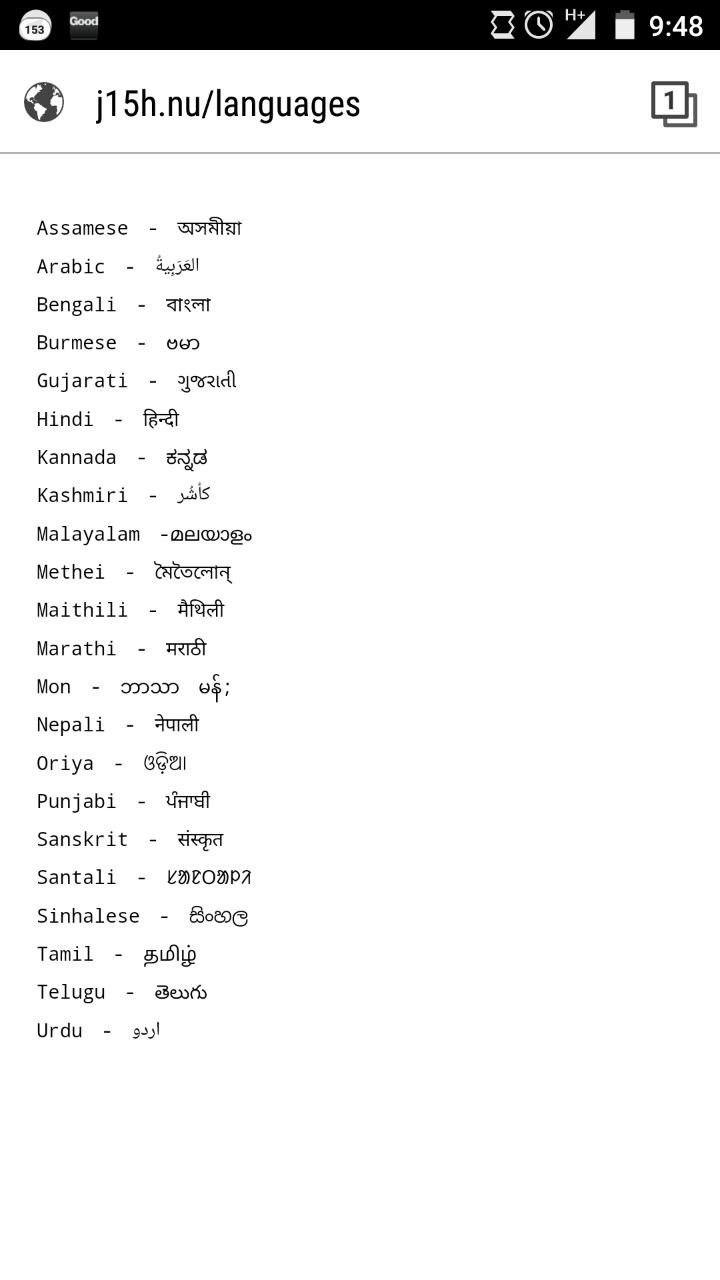 153 Good H+ 9:48
j15h.nu/languages 1
Assamese - অসমীয়া
Arabic - العَرَبِيةُ
Bengali - বাংলা
Burmese - ဗမာ
Gujarati - ગુજરાતી
Hindi - हिन्दी
Kannada - ಕನ್ನಡ
Kashmiri - كأشُر
Malayalam -മലയാളം
Methei - মৈতৈলোন্
Maithili - मैथिली
Marathi - मराठी
Mon - ဘာသာ မန်;
Nepali - नेपाली
Oriya - ଓଡ଼ିଆ
Punjabi - ਪੰਜਾਬੀ
Sanskrit - संस्कृत
Santali - ᱥᱟᱱᱛᱟᱲᱤ
Sinhalese - සිංහල
Tamil - தமிழ்
Telugu - తెలుగు
Urdu - اردو